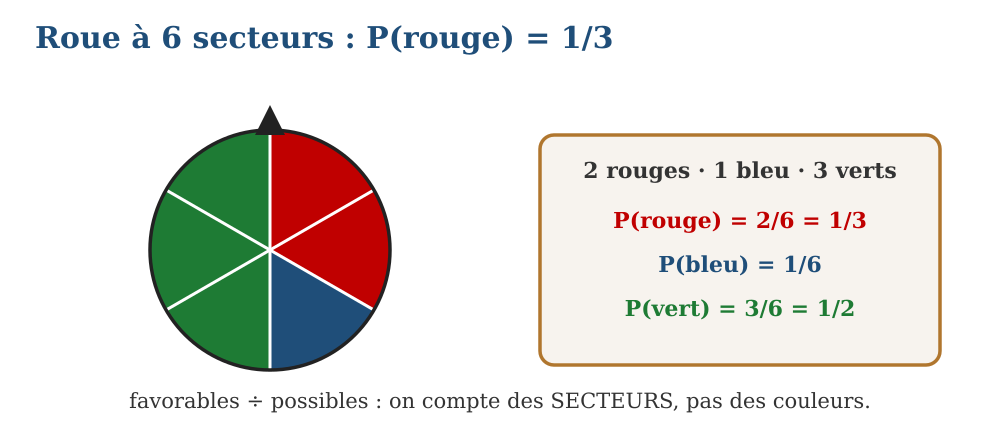 Roue à 6 secteurs : P(rouge) = 1/3
2 rouges · 1 bleu · 3 verts
P(rouge) = 2/6 = 1/3
P(bleu) = 1/6
P(vert) = 3/6 = 1/2
favorables ÷ possibles : on compte des SECTEURS, pas des couleurs.